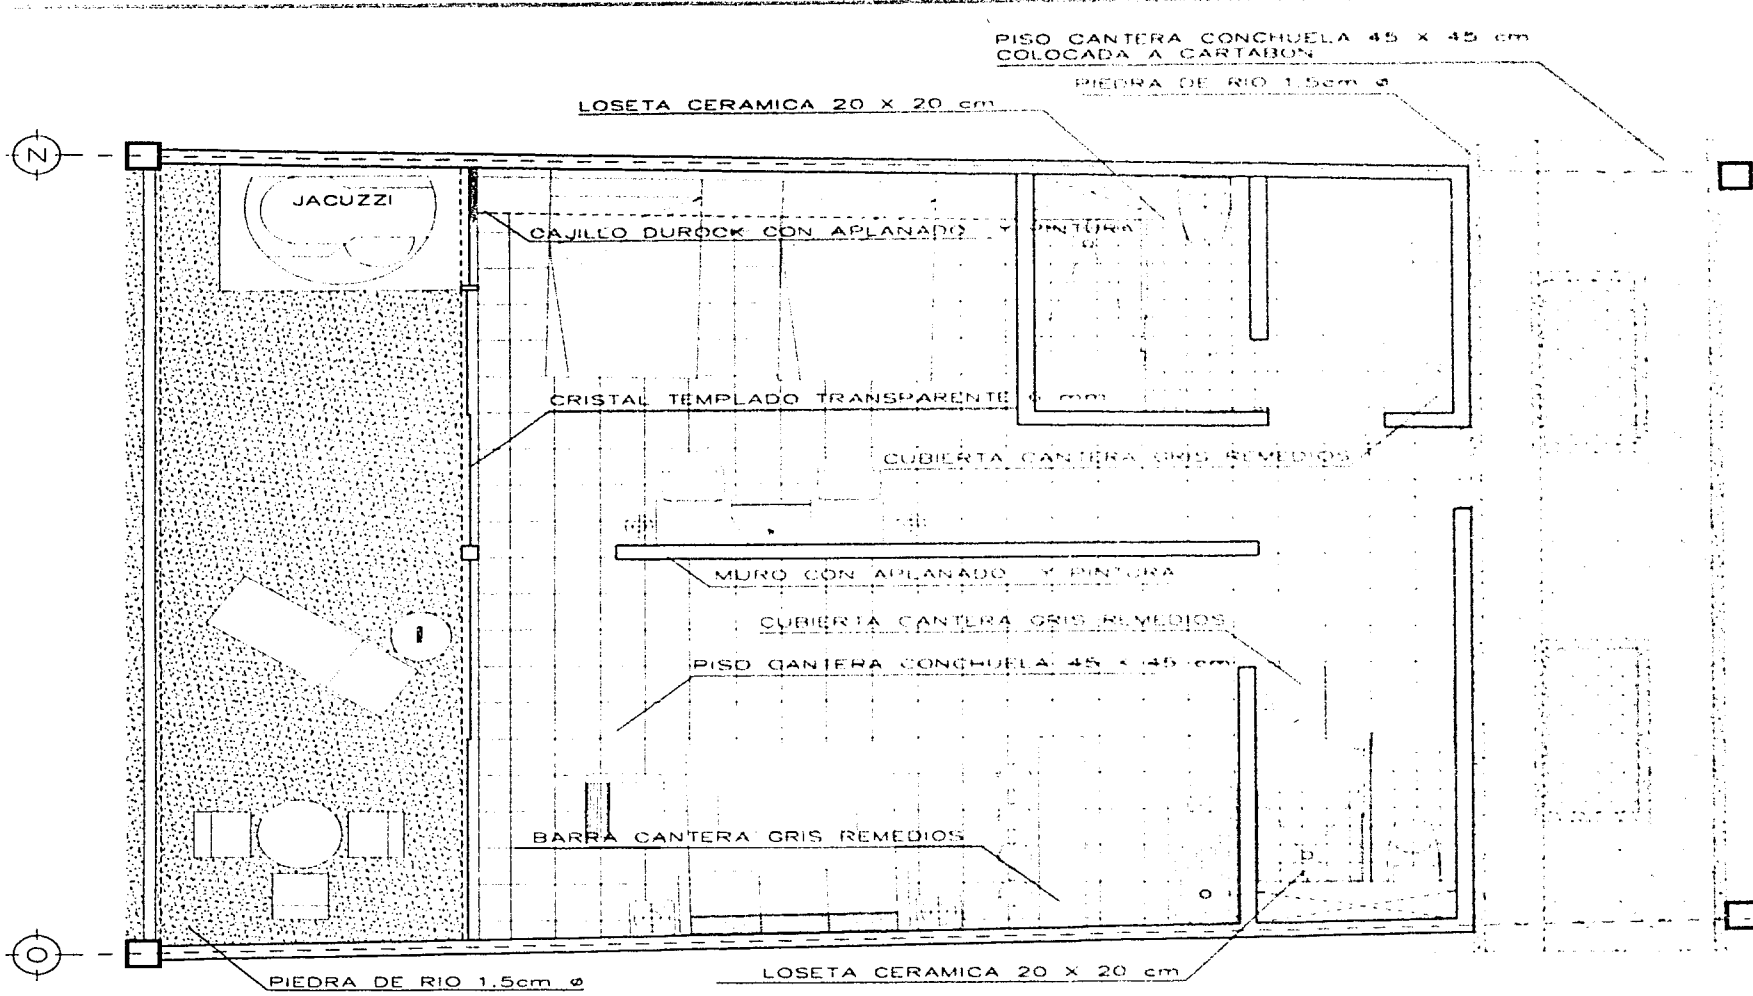 PISO CANTERA CONCHUELA 45 X 45 cm
COLOCADA A CARTABON
PIEDRA DE RIO 1.5cm ø
LOSETA CERAMICA 20 X 20 cm
N
JACUZZI
CAJILLO DUROCK CON APLANADO Y PINTURA
CRISTAL TEMPLADO TRANSPARENTE 6 mm
CUBIERTA CANTERA GRIS REMEDIOS
MURO CON APLANADO Y PINTURA
CUBIERTA CANTERA GRIS REMEDIOS
PISO CANTERA CONCHUELA 45 X 45 cm
BARRA CANTERA GRIS REMEDIOS
O
PIEDRA DE RIO 1.5cm ø
LOSETA CERAMICA 20 X 20 cm